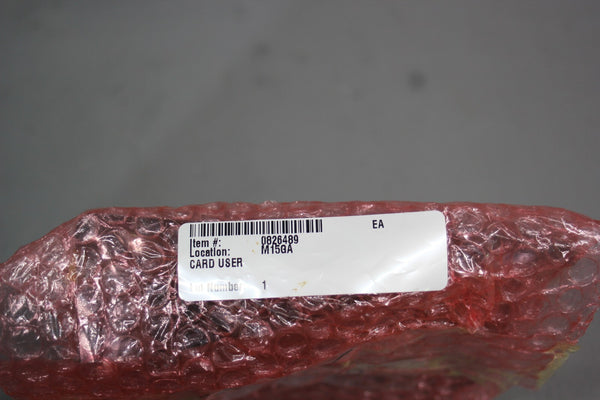 EA
Item #: 0826489
Location: M15GA
CARD USER
Lot Number 1